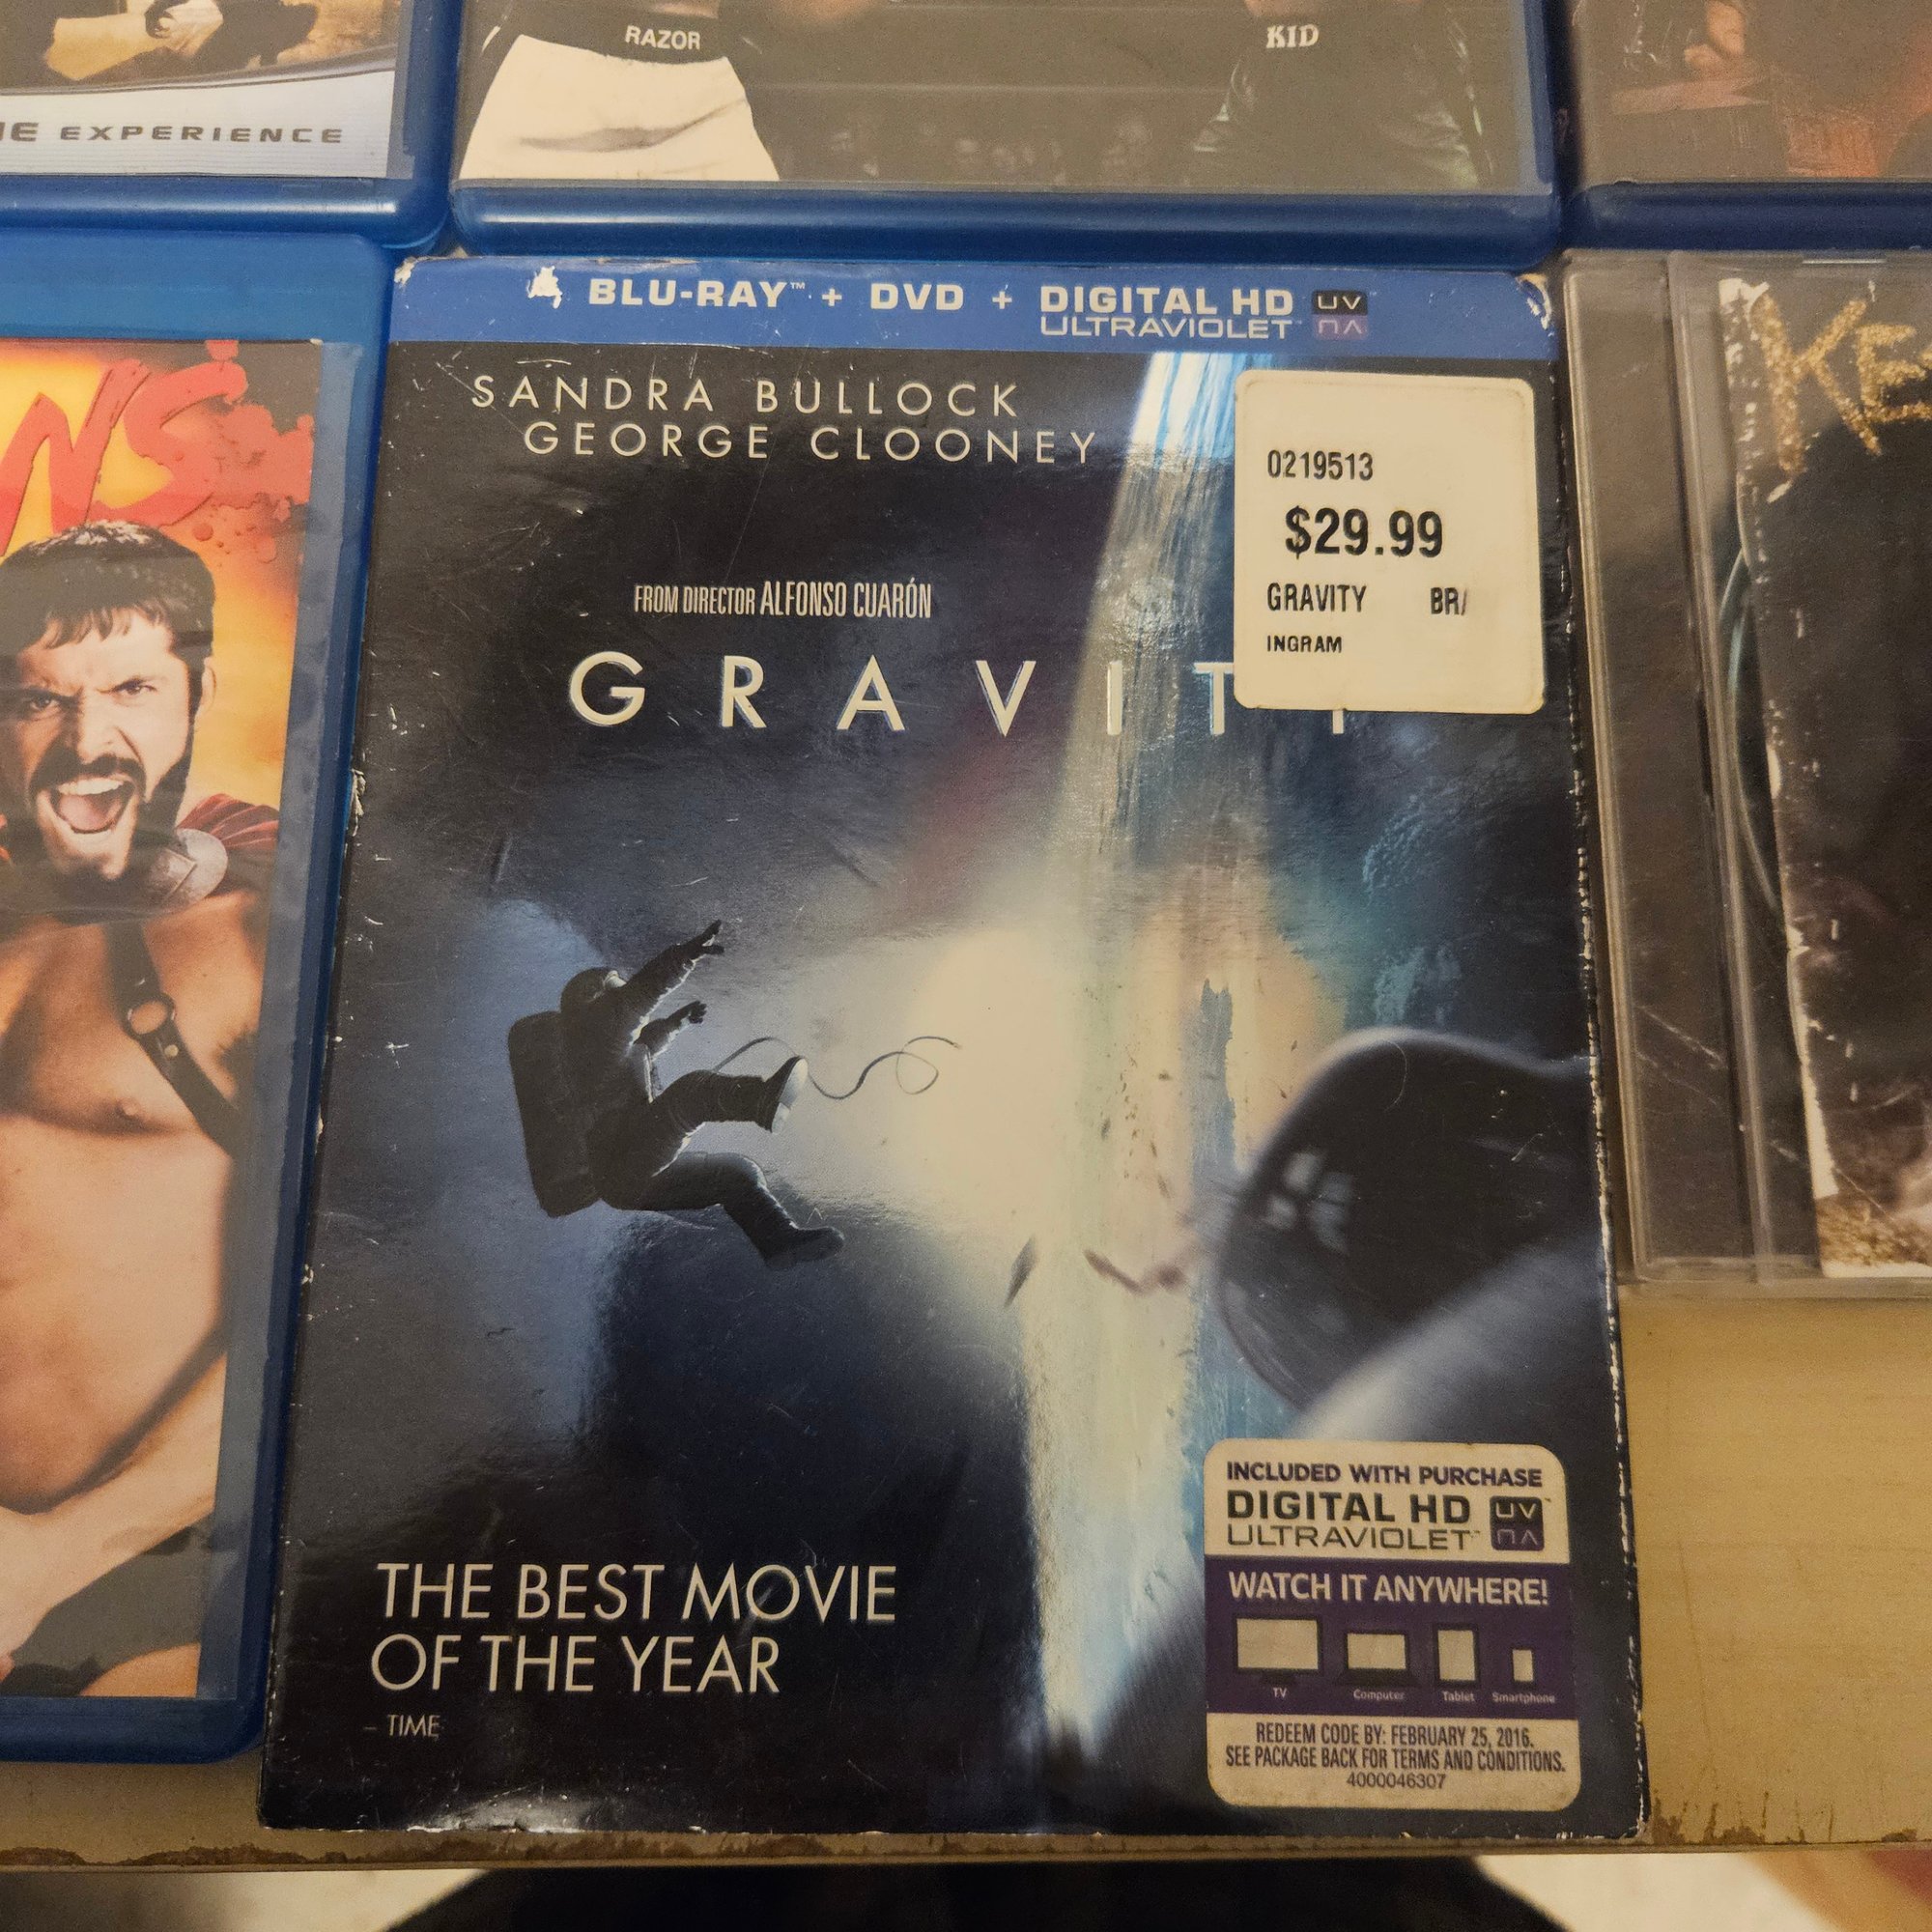 RAZOR
KID
EXPERIENCE
BLU-RAY™ + DVD + DIGITAL HD UV
ULTRAVIOLET™
SANDRA BULLOCK
GEORGE CLOONEY
0219513
$29.99
GRAVITY BR/
INGRAM
FROM DIRECTOR ALFONSO CUARÓN
GRAVITY
THE BEST MOVIE
OF THE YEAR
– TIME
INCLUDED WITH PURCHASE
DIGITAL HD UV™
ULTRAVIOLET™
WATCH IT ANYWHERE!
TV Computer Tablet Smartphone
REDEEM CODE BY: FEBRUARY 25, 2016.
SEE PACKAGE BACK FOR TERMS AND CONDITIONS.
4000046307